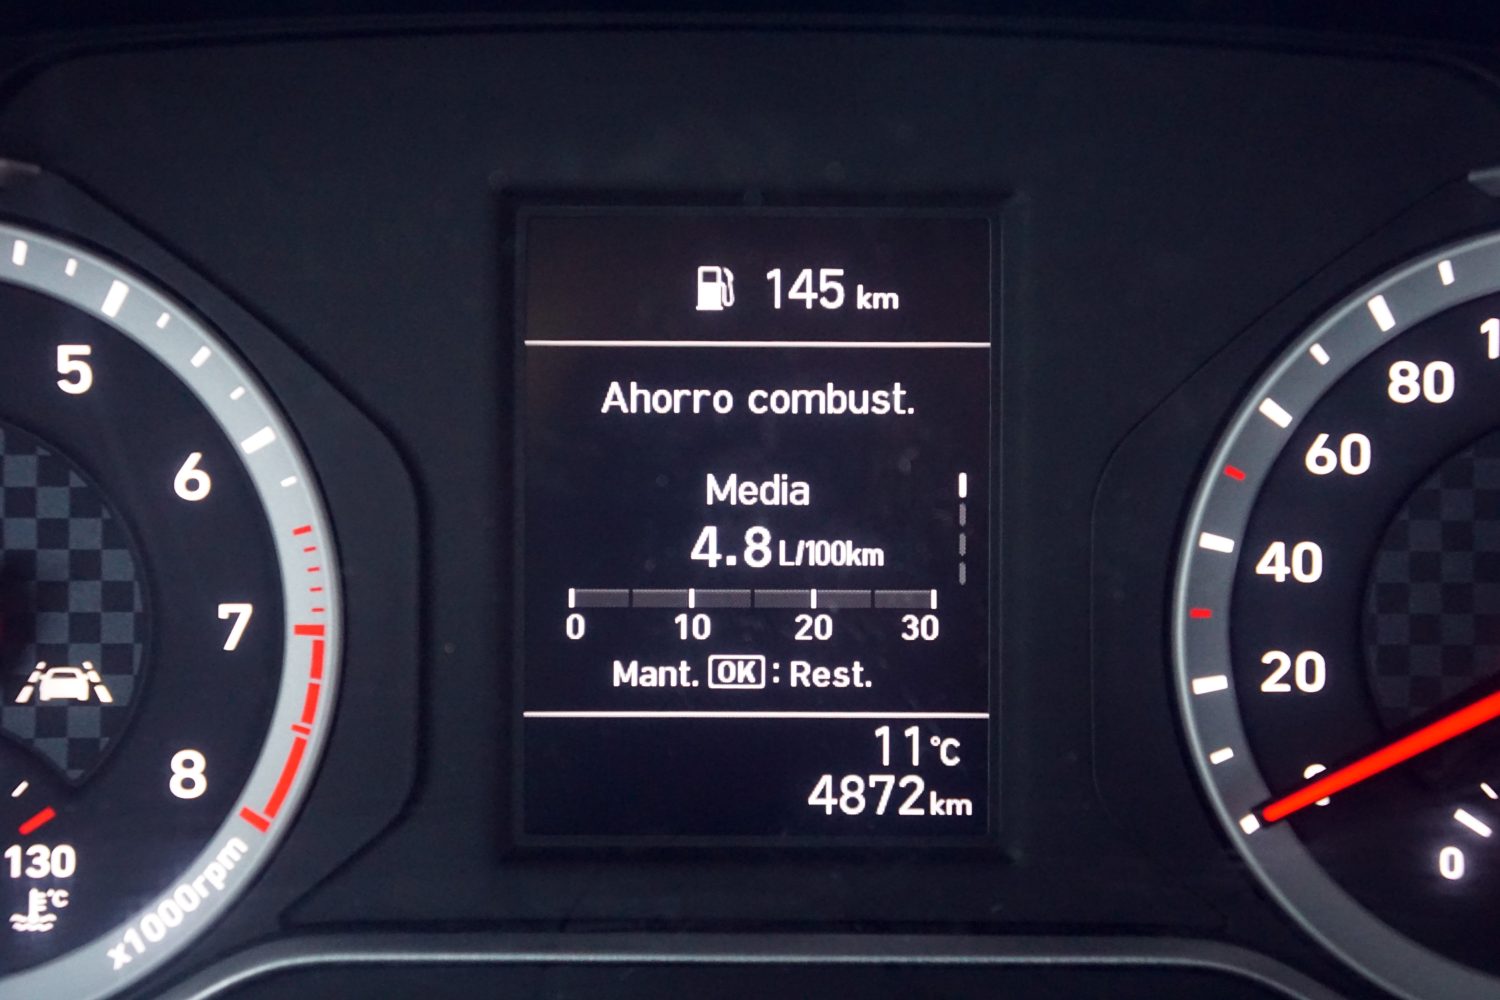 145 km
Ahorro combust.
Media
4.8 L/100km
0 10 20 30
Mant. OK : Rest.
11°C
4872km
5
6
7
8
x1000rpm
130
°C
80
60
40
20
0